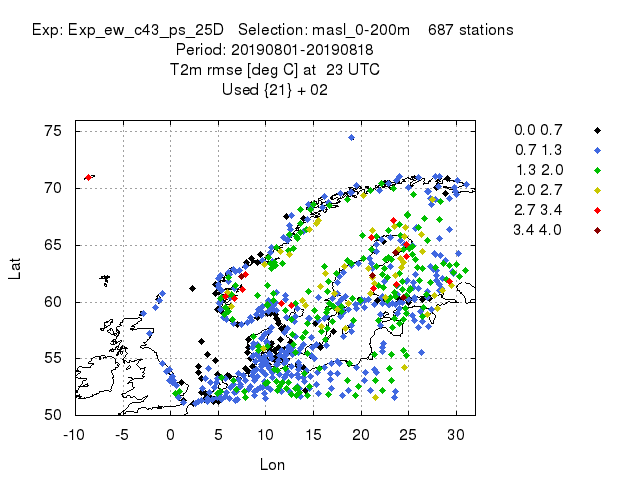 Exp: Exp_ew_c43_ps_25D   Selection: masl_0-200m    687 stations
Period: 20190801-20190818
T2m rmse [deg C] at  23 UTC
Used {21} + 02
0.0 0.7
0.7 1.3
1.3 2.0
2.0 2.7
2.7 3.4
3.4 4.0
75
70
65
60
55
50
Lat
-10 -5 0 5 10 15 20 25 30
Lon